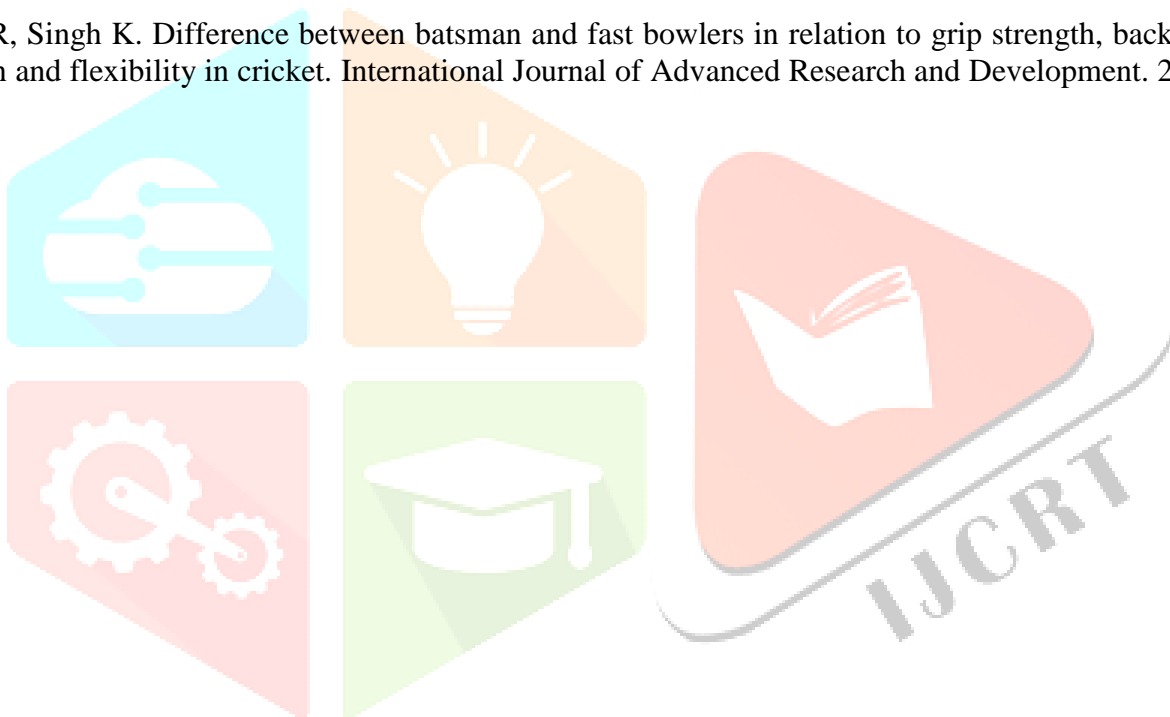 R, Singh K. Difference between batsman and fast bowlers in relation to grip strength, back
and flexibility in cricket. International Journal of Advanced Research and Development. 2
IJCRT